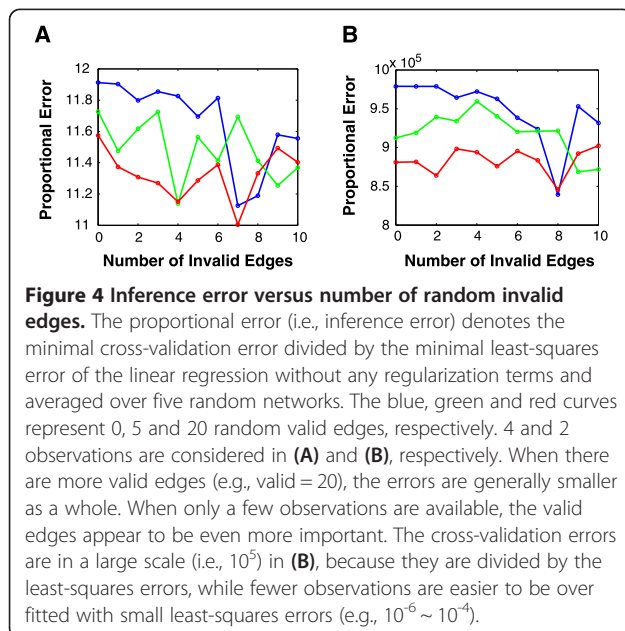 A
B
12
11.8
11.6
11.4
11.2
11
Proportional Error
0 2 4 6 8 10
Number of Invalid Edges
10 x 10⁵
9.5
9
8.5
8
Proportional Error
0 2 4 6 8 10
Number of Invalid Edges
Figure 4 Inference error versus number of random invalid
edges. The proportional error (i.e., inference error) denotes the
minimal cross-validation error divided by the minimal least-squares
error of the linear regression without any regularization terms and
averaged over five random networks. The blue, green and red curves
represent 0, 5 and 20 random valid edges, respectively. 4 and 2
observations are considered in (A) and (B), respectively. When there
are more valid edges (e.g., valid = 20), the errors are generally smaller
as a whole. When only a few observations are available, the valid
edges appear to be even more important. The cross-validation errors
are in a large scale (i.e., 10⁵) in (B), because they are divided by the
least-squares errors, while fewer observations are easier to be over
fitted with small least-squares errors (e.g., 10⁻⁶ ~ 10⁻⁴).